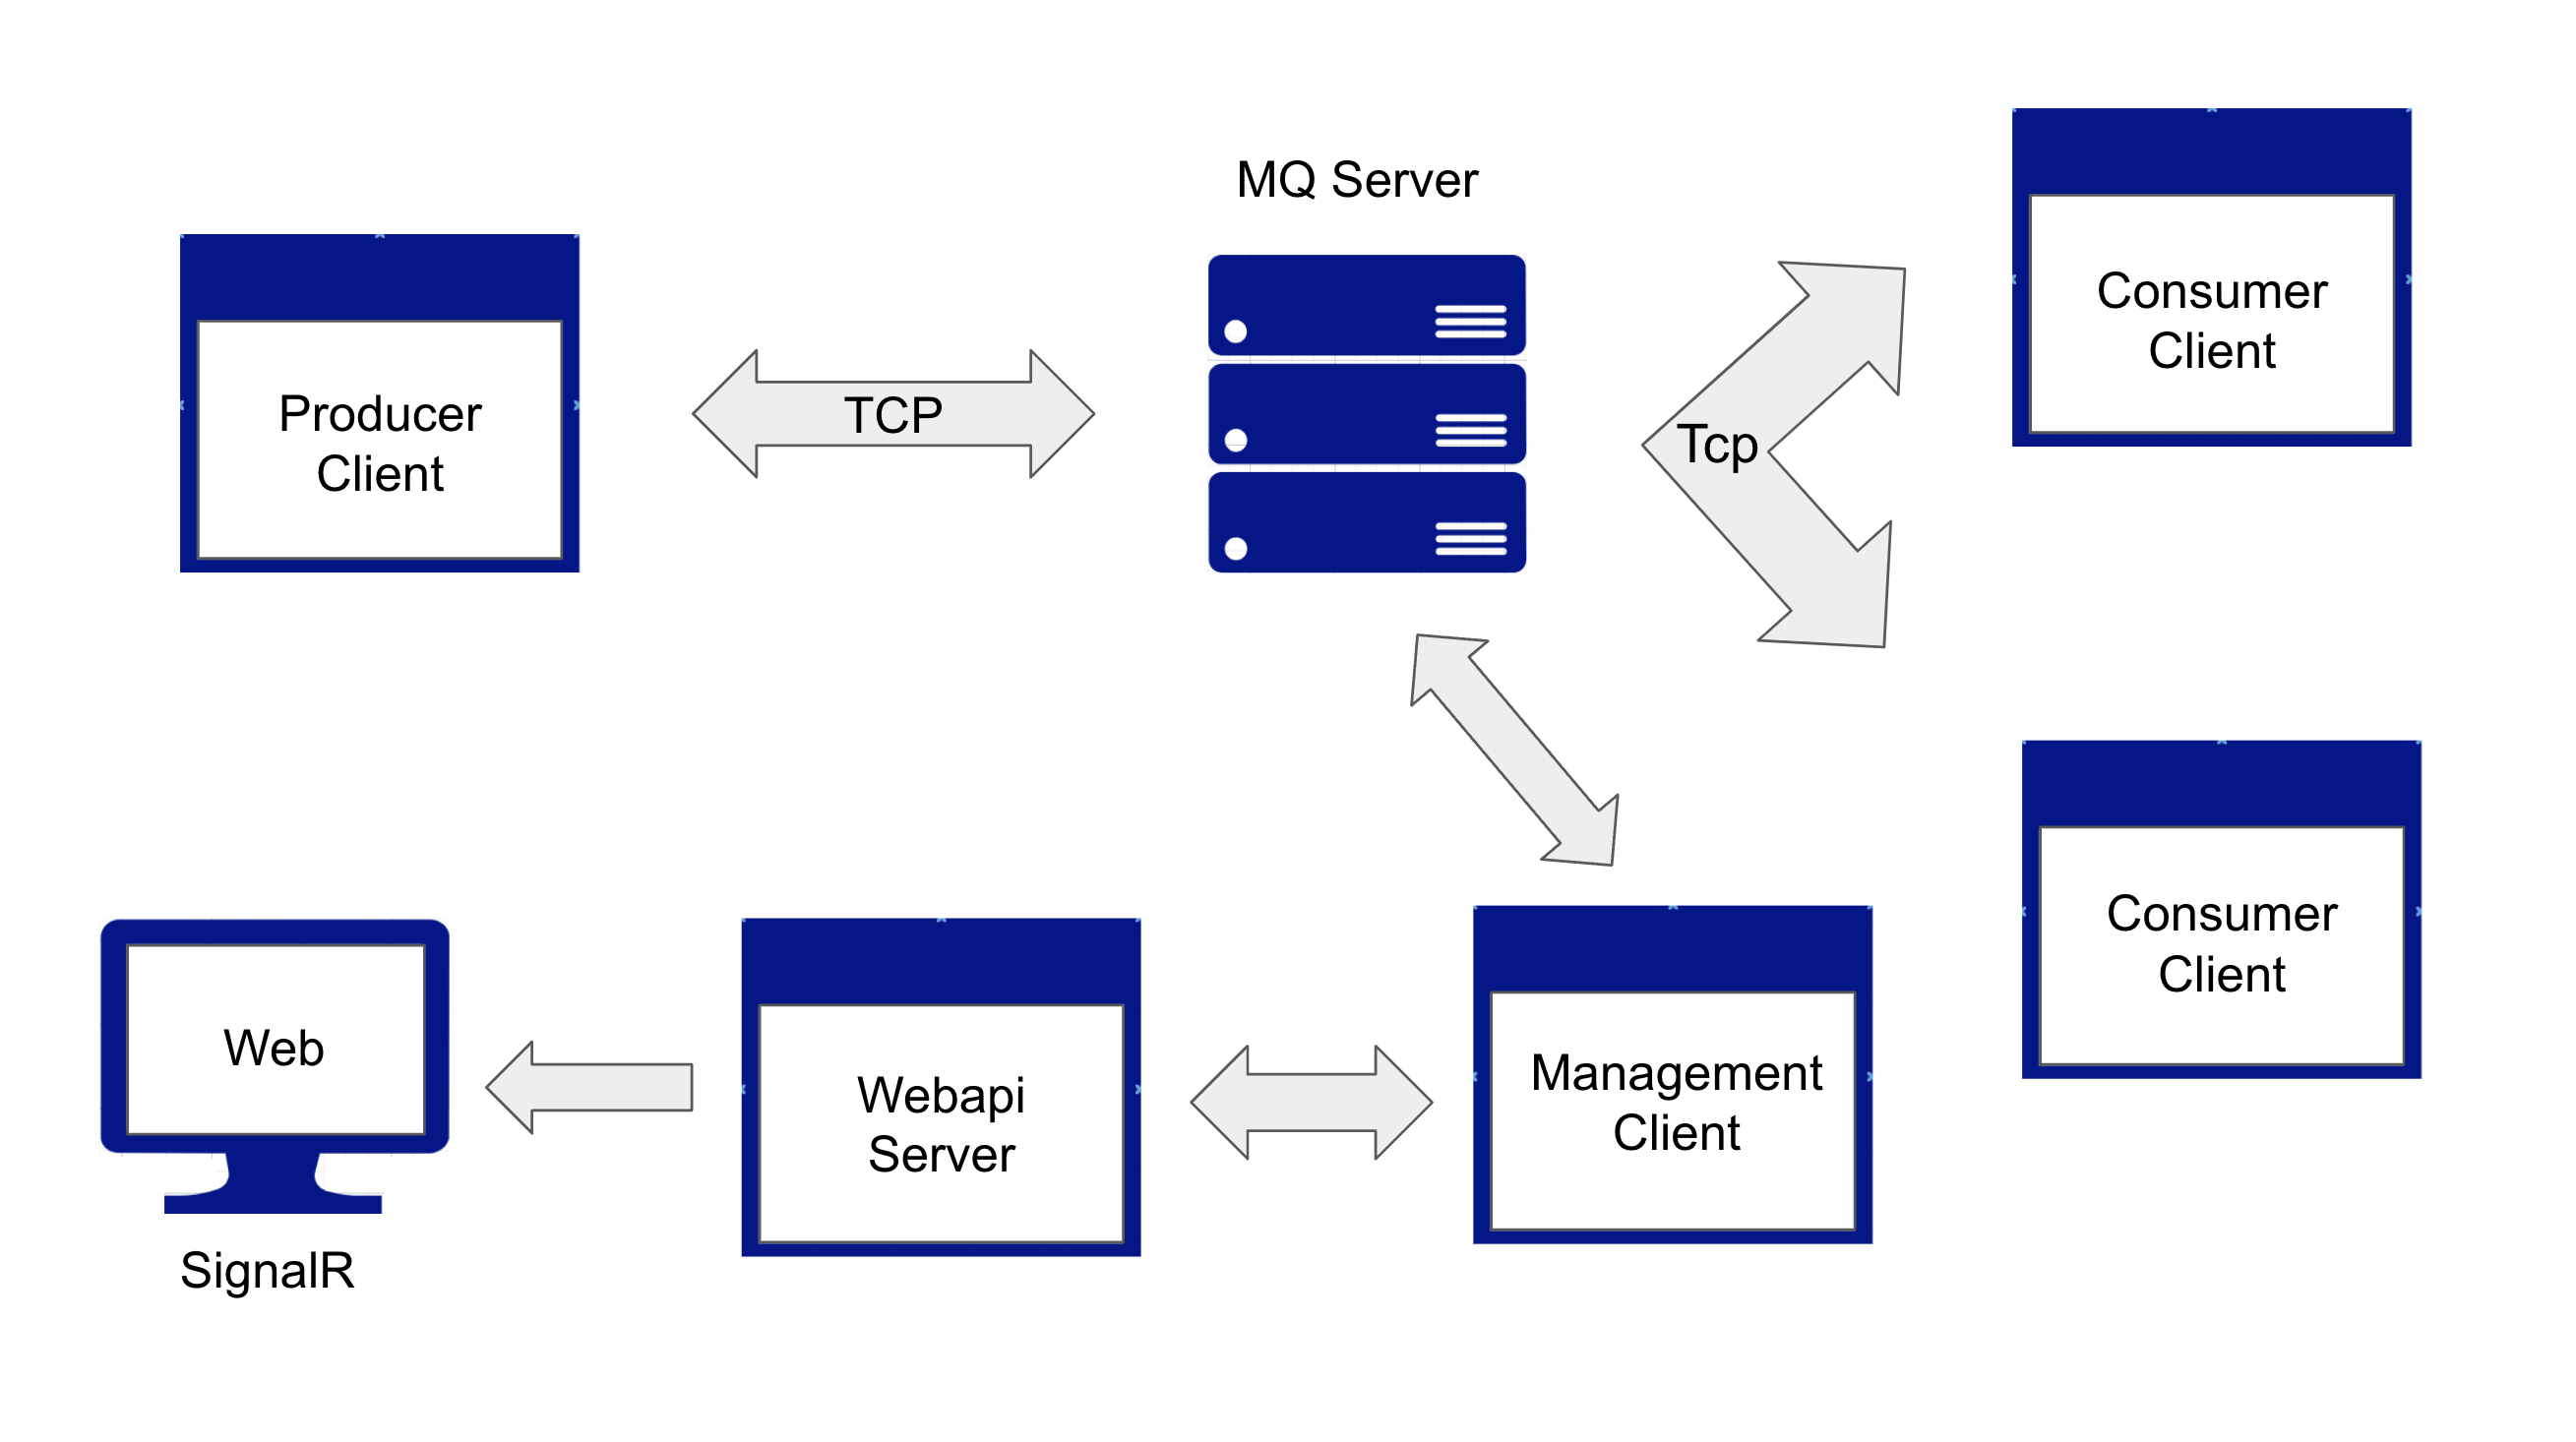 MQ Server
Producer
Client
TCP
Tcp
Consumer
Client
Consumer
Client
Web
SignalR
Webapi
Server
Management
Client